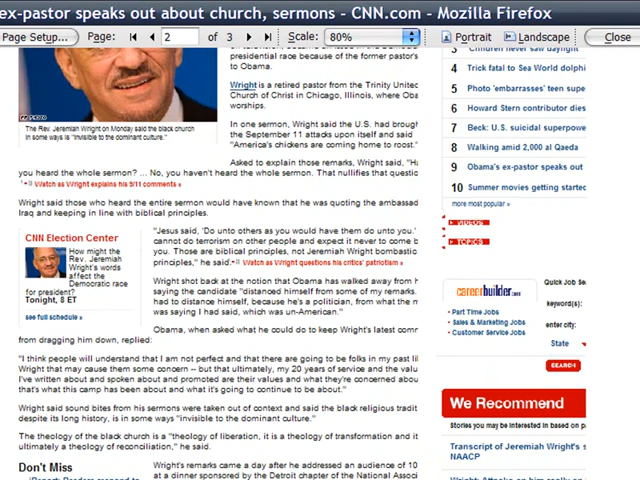 ex-pastor speaks out about church, sermons - CNN.com - Mozilla Firefox
Page Setup... Page: 2 of 3 Scale: 80% Portrait Landscape Close
presidential race because of the former pastor's
to Obama.
Wright is a retired pastor from the Trinity United
Church of Christ in Chicago, Illinois, where Oba
worships.
The Rev. Jeremiah Wright on Monday said the black church
in some ways is "invisible to the dominant culture."
In one sermon, Wright said the U.S. had brought
the September 11 attacks upon itself and said
"America's chickens are coming home to roost."
Asked to explain those remarks, Wright said, "Ha
you heard the whole sermon? ... No, you haven't heard the whole sermon. That nullifies that questic
Watch as Wright explains his 9/11 comments »
Wright said those who heard the entire sermon would have known that he was quoting the ambassad
Iraq and keeping in line with biblical principles.
CNN Election Center
How might the
Rev. Jeremiah
Wright's words
affect the
Democratic race
for president?
Tonight, 8 ET
see full schedule »
"Jesus said, 'Do unto others as you would have them do unto you.'
cannot do terrorism on other people and expect it never to come b
you. Those are biblical principles, not Jeremiah Wright bombastic
principles," he said. Watch as Wright questions his critics' patriotism »
Wright shot back at the notion that Obama has walked away from h
saying the candidate "distanced himself from some of my remarks.
had to distance himself, because he's a politician, from what the m
was saying I had said, which was un-American."
Obama, when asked what he could do to keep Wright's latest comm
from dragging him down, replied:
"I think people will understand that I am not perfect and that there are going to be folks in my past li
Wright that may cause them some concern -- but that ultimately, my 20 years of service and the valu
I've written about and spoken about and promoted are their values and what they're concerned abou
that's what this camp has been about and what it's going to continue to be about."
Wright said sound bites from his sermons were taken out of context and said the black religious tradit
despite its long history, is in some ways "invisible to the dominant culture."
The theology of the black church is a "theology of liberation, it is a theology of transformation and it
ultimately a theology of reconciliation," he said.
Don't Miss
Wright's remarks came a day after he addressed an audience of 10
at a dinner sponsored by the Detroit chapter of the National Associ
3 Children never saw daylight
4 Trick fatal to Sea World dolphi
5 Photo 'embarrasses' teen supe
6 Howard Stern contributor dies
7 Beck: U.S. suicidal superpowe
8 Walking amid 2,000 al Qaeda
9 Obama's ex-pastor speaks out
10 Summer movies getting started
more most popular »
VIDEOS
TOPICS
careerbuilder.com
Part Time Jobs
Sales & Marketing Jobs
Customer Service Jobs
Quick Job Sea
keyword(s):
enter city:
State
SEARCH
We Recommend
Stories you may be interested in based on pa
Transcript of Jeremiah Wright's s
NAACP